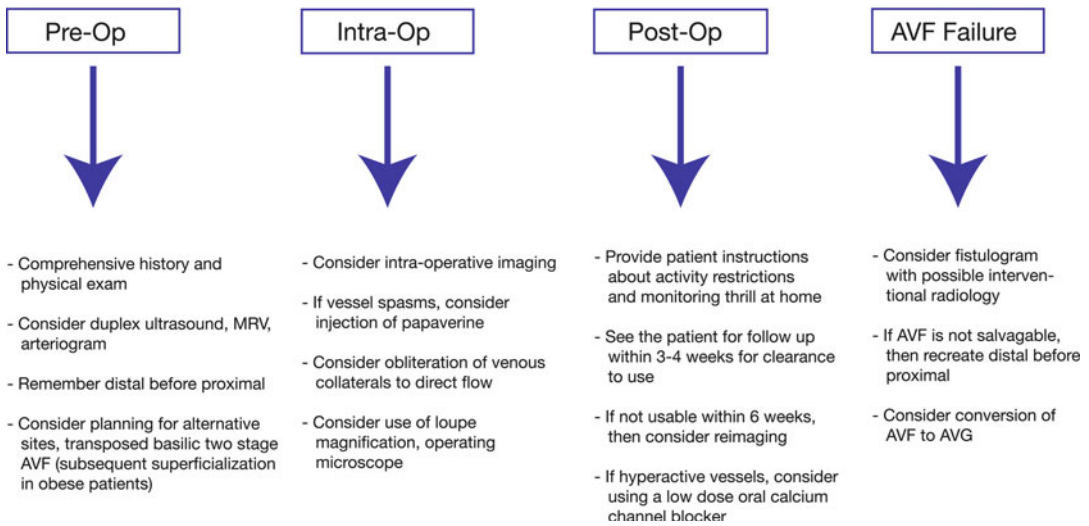 Pre-Op
- Comprehensive history and
physical exam
- Consider duplex ultrasound, MRV,
arteriogram
- Remember distal before proximal
- Consider planning for alternative
sites, transposed basilic two stage
AVF (subsequent superficialization
in obese patients)
Intra-Op
- Consider intra-operative imaging
- If vessel spasms, consider
injection of papaverine
- Consider obliteration of venous
collaterals to direct flow
- Consider use of loupe
magnification, operating
microscope
Post-Op
- Provide patient instructions
about activity restrictions
and monitoring thrill at home
- See the patient for follow up
within 3-4 weeks for clearance
to use
- If not usable within 6 weeks,
then consider reimaging
- If hyperactive vessels, consider
using a low dose oral calcium
channel blocker
AVF Failure
- Consider fistulogram
with possible interven-
tional radiology
- If AVF is not salvagable,
then recreate distal before
proximal
- Consider conversion of
AVF to AVG